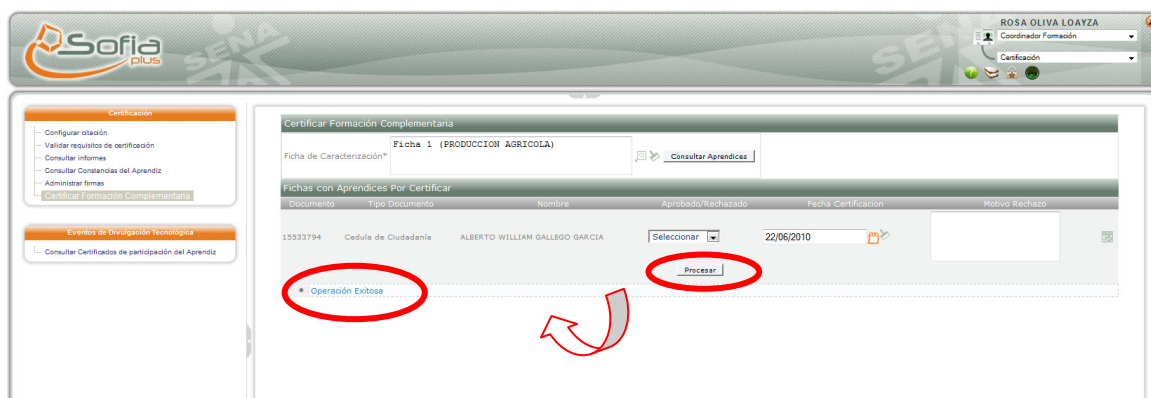 Sofia
plus
SENA
SENA
ROSA OLIVA LOAYZA
Coordinador Formación
Certificación
Certificación
Configurar citación
Validar requisitos de certificación
Consultar informes
Consultar Constancias del Aprendiz
Administrar firmas
Certificar Formación Complementaria
Eventos de Divulgación Tecnológica
Consultar Certificados de participación del Aprendiz
Certificar Formación Complementaria
Ficha de Caracterización* Ficha 1 (PRODUCCION AGRICOLA) Consultar Aprendices
Fichas con Aprendices Por Certificar
Documento Tipo Documento Nombre Aprobado/Rechazado Fecha Certificacion Motivo Rechazo
15533794 Cedula de Ciudadanía ALBERTO WILLIAM GALLEGO GARCIA Seleccionar 22/06/2010
Procesar
Operación Exitosa